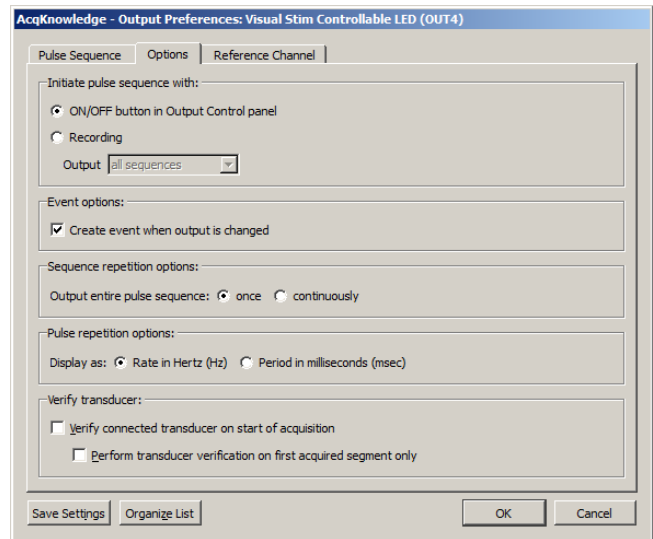 AcqKnowledge - Output Preferences: Visual Stim Controllable LED (OUT4)
Pulse Sequence Options Reference Channel
Initiate pulse sequence with:
ON/OFF button in Output Control panel
Recording
Output all sequences
Event options:
Create event when output is changed
Sequence repetition options:
Output entire pulse sequence: once continuously
Pulse repetition options:
Display as: Rate in Hertz (Hz) Period in milliseconds (msec)
Verify transducer:
Verify connected transducer on start of acquisition
Perform transducer verification on first acquired segment only
Save Settings Organize List OK Cancel